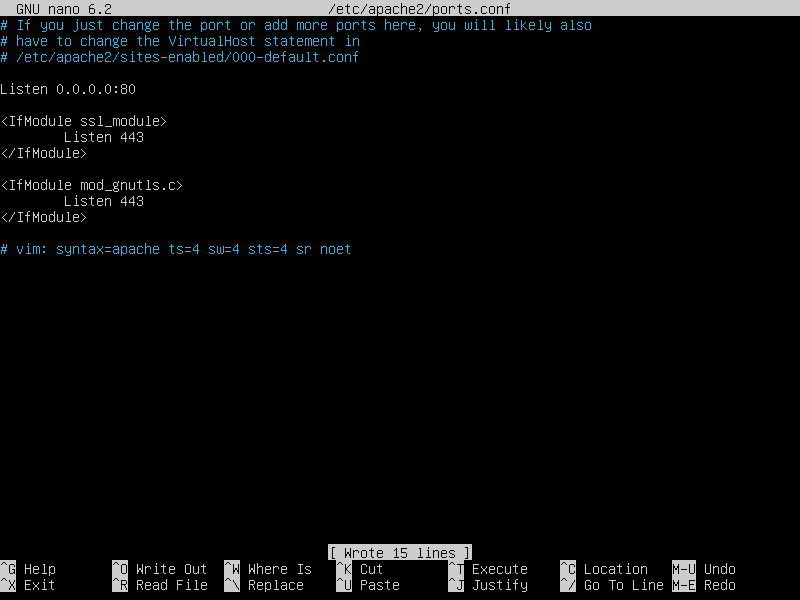 GNU nano 6.2 /etc/apache2/ports.conf
# If you just change the port or add more ports here, you will likely also
# have to change the VirtualHost statement in
# /etc/apache2/sites-enabled/000-default.conf

Listen 0.0.0.0:80

<IfModule ssl_module>
        Listen 443
</IfModule>

<IfModule mod_gnutls.c>
        Listen 443
</IfModule>

# vim: syntax=apache ts=4 sw=4 sts=4 sr noet

[ Wrote 15 lines ]
^G Help ^O Write Out ^W Where Is ^K Cut ^T Execute ^C Location M-U Undo
^X Exit ^R Read File ^\ Replace ^U Paste ^J Justify ^/ Go To Line M-E Redo